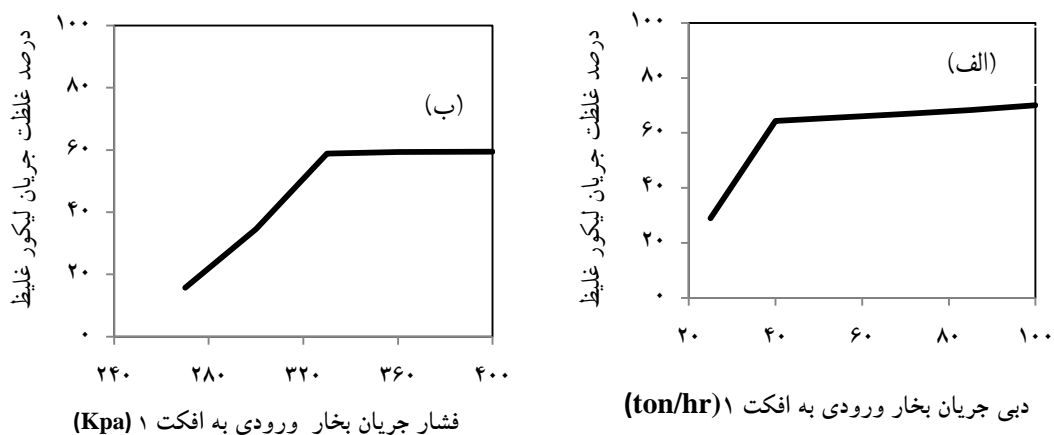 (الف)
درصد غلظت جریان لیکور غلیظ
۱۰۰
۸۰
۶۰
۴۰
۲۰
۰
۲۰ ۴۰ ۶۰ ۸۰ ۱۰۰
دبی جریان بخار ورودی به افکت ۱(ton/hr)
(ب)
درصد غلظت جریان لیکور غلیظ
۱۰۰
۸۰
۶۰
۴۰
۲۰
۰
۲۴۰ ۲۸۰ ۳۲۰ ۳۶۰ ۴۰۰
فشار جریان بخار ورودی به افکت ۱ (Kpa)